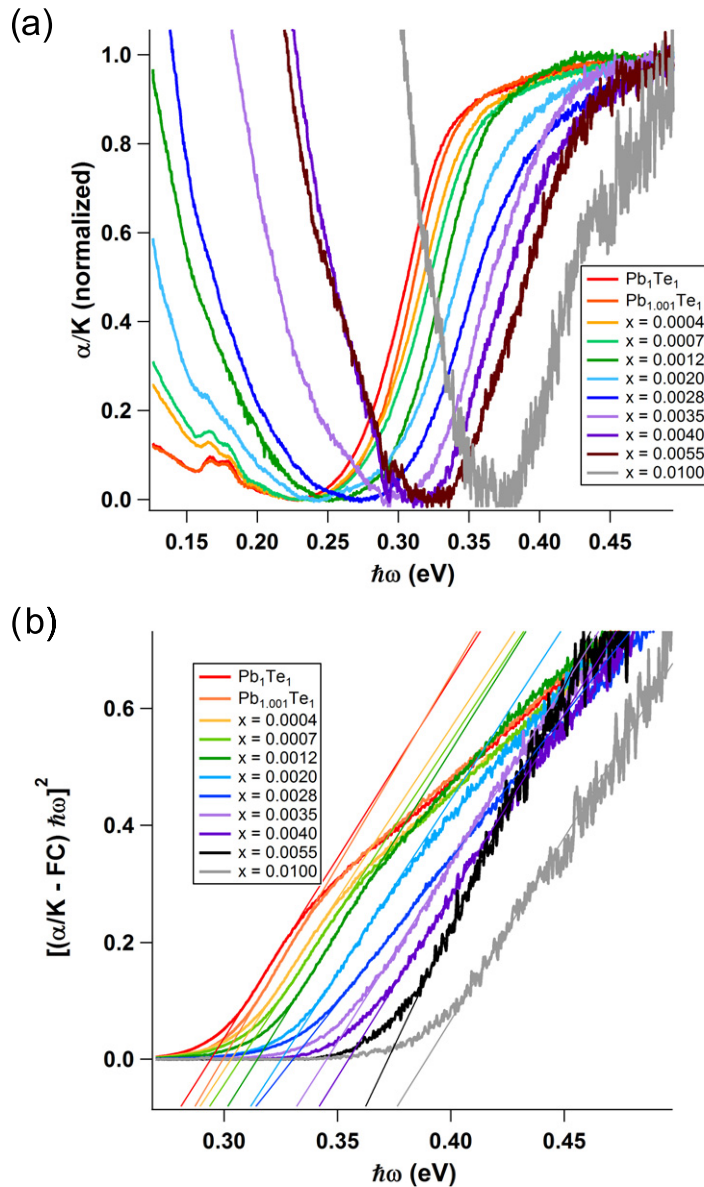 (a)
1.0
0.8
0.6
0.4
0.2
0.0
α/K (normalized)
Pb₁Te₁
Pb₁.₀₀₁Te₁
x = 0.0004
x = 0.0007
x = 0.0012
x = 0.0020
x = 0.0028
x = 0.0035
x = 0.0040
x = 0.0055
x = 0.0100
0.15 0.20 0.25 0.30 0.35 0.40 0.45
ħω (eV)
(b)
0.6
0.4
0.2
0.0
[(α/K - FC) ħω]²
Pb₁Te₁
Pb₁.₀₀₁Te₁
x = 0.0004
x = 0.0007
x = 0.0012
x = 0.0020
x = 0.0028
x = 0.0035
x = 0.0040
x = 0.0055
x = 0.0100
0.30 0.35 0.40 0.45
ħω (eV)